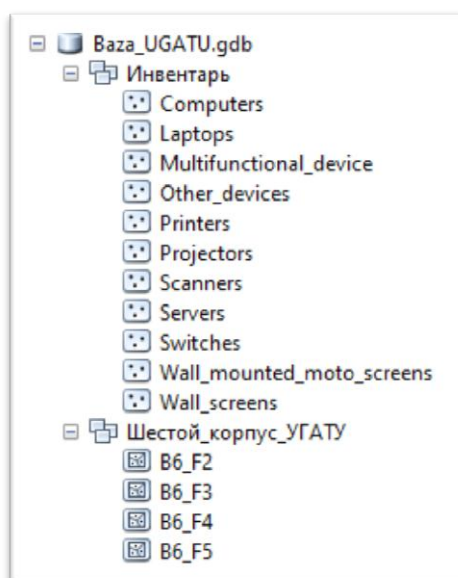 Baza_UGATU.gdb
Инвентарь
Computers
Laptops
Multifunctional_device
Other_devices
Printers
Projectors
Scanners
Servers
Switches
Wall_mounted_moto_screens
Wall_screens
Шестой_корпус_УГАТУ
B6_F2
B6_F3
B6_F4
B6_F5